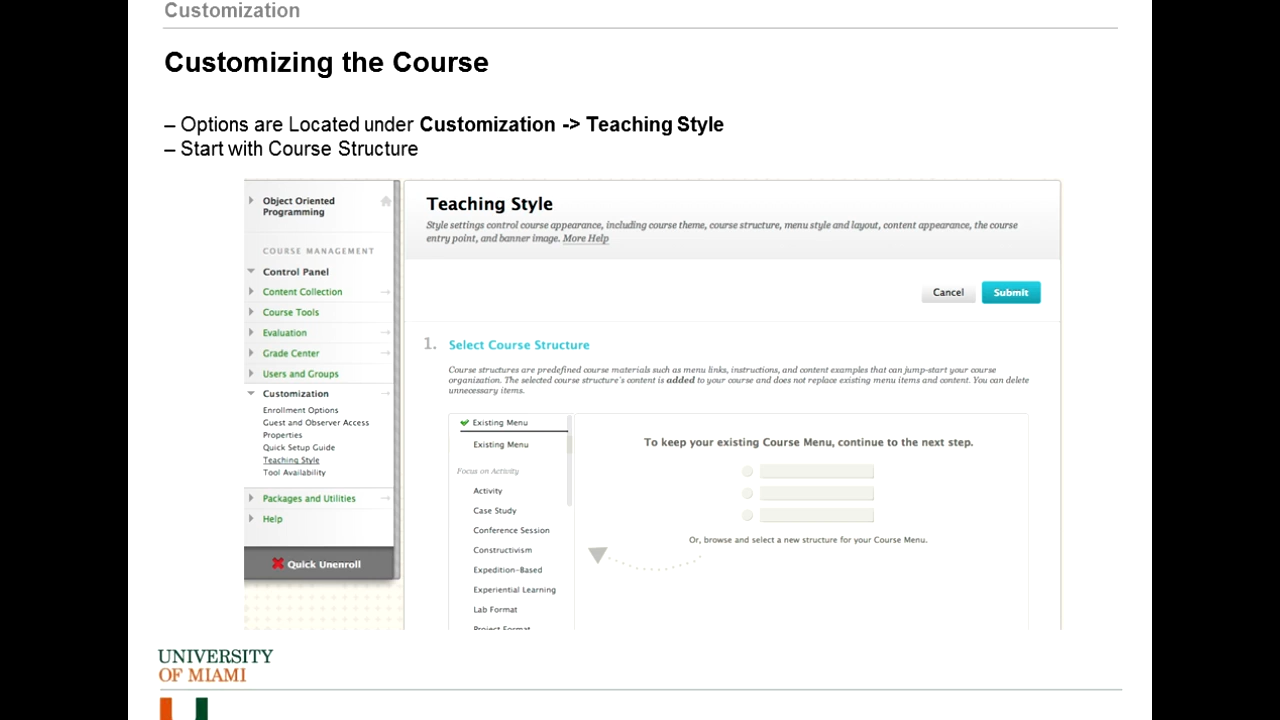 Customization
Customizing the Course
– Options are Located under Customization -> Teaching Style
– Start with Course Structure
Object Oriented
Programming
COURSE MANAGEMENT
Control Panel
Content Collection
Course Tools
Evaluation
Grade Center
Users and Groups
Customization
Enrollment Options
Guest and Observer Access
Properties
Quick Setup Guide
Teaching Style
Tool Availability
Packages and Utilities
Help
Quick Unenroll
Teaching Style
Style settings control course appearance, including course theme, course structure, menu style and layout, content appearance, the course
entry point, and banner image. More Help
Cancel
Submit
1. Select Course Structure
Course structures are predefined course materials such as menu links, instructions, and content examples that can jump-start your course
organization. The selected course structure's content is added to your course and does not replace existing menu items and content. You can delete
unnecessary items.
Existing Menu
Existing Menu
Focus on Activity
Activity
Case Study
Conference Session
Constructivism
Expedition-Based
Experiential Learning
Lab Format
Project Format
To keep your existing Course Menu, continue to the next step.
Or, browse and select a new structure for your Course Menu.
UNIVERSITY
OF MIAMI